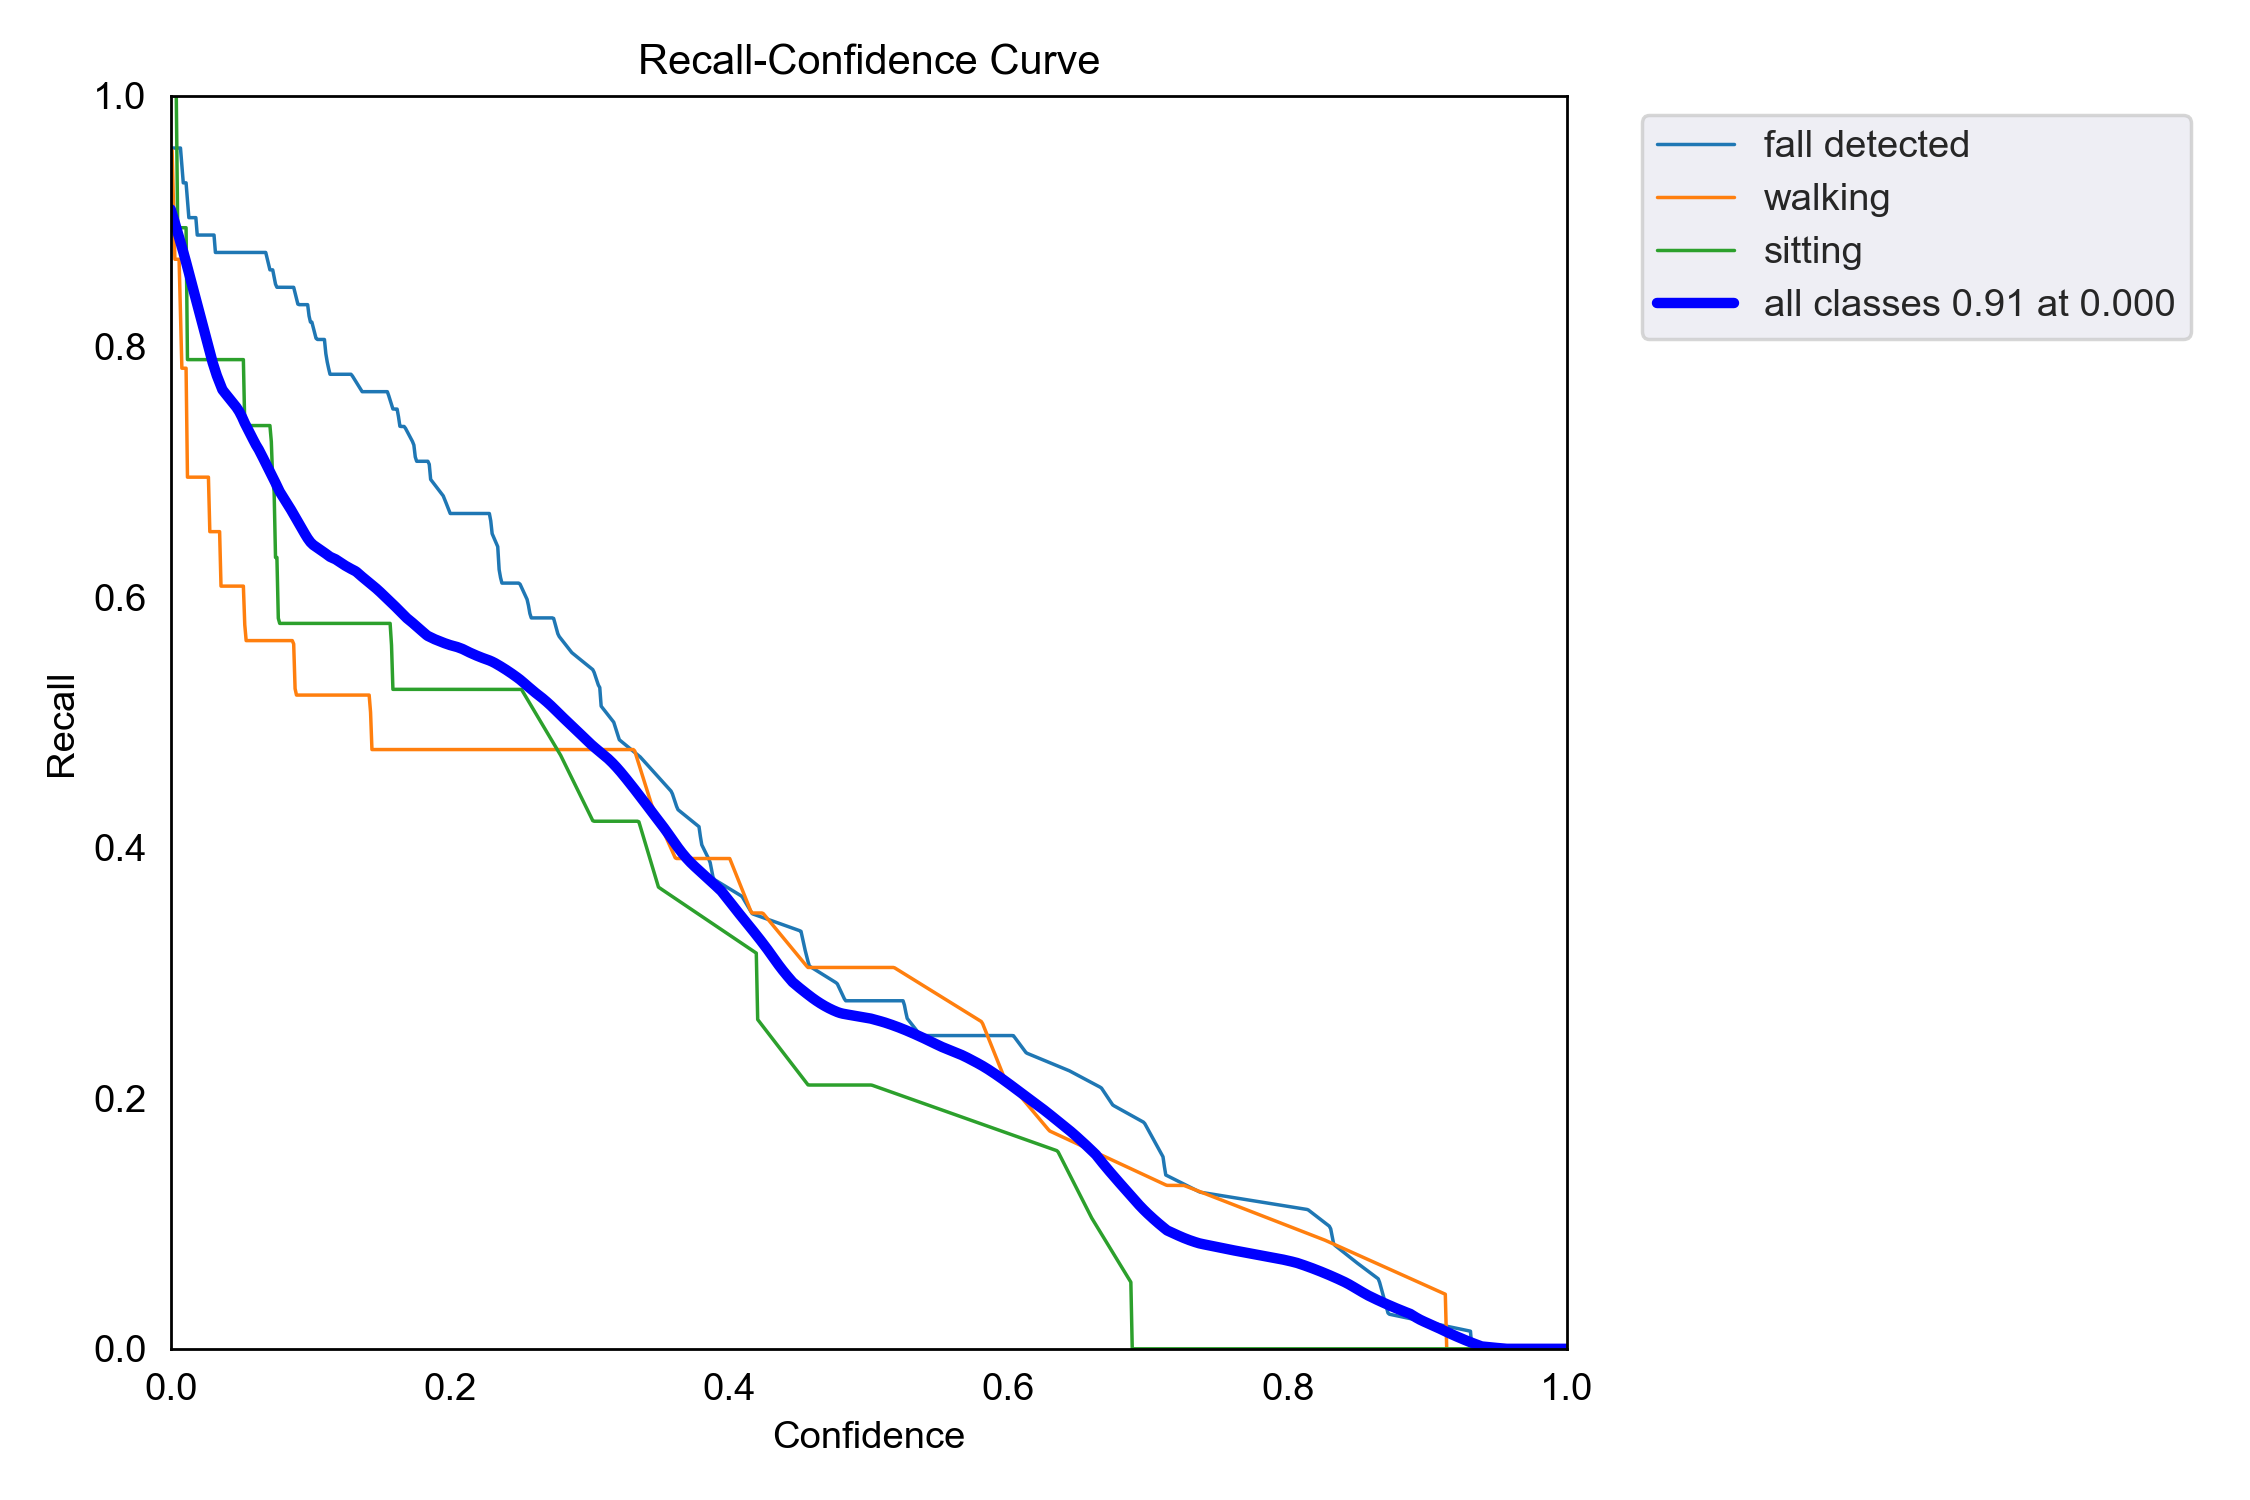 Recall-Confidence Curve
1.0
0.8
0.6
0.4
0.2
0.0
Recall
0.0 0.2 0.4 0.6 0.8 1.0
Confidence
fall detected
walking
sitting
all classes 0.91 at 0.000